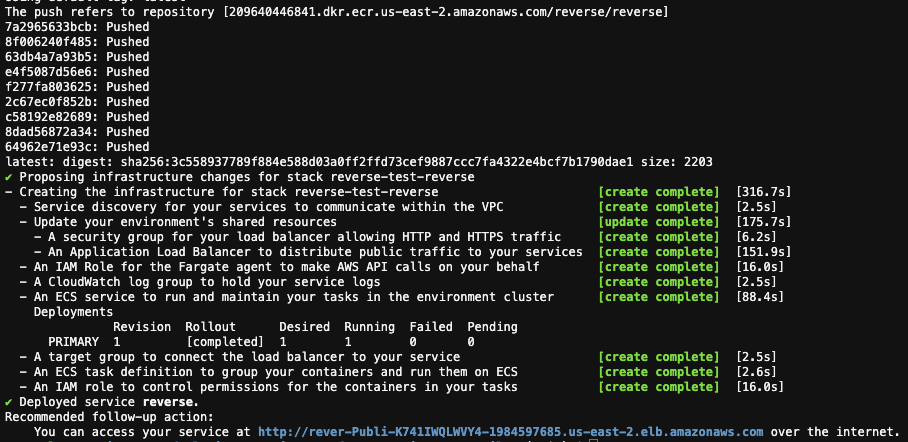 The push refers to repository [209640446841.dkr.ecr.us-east-2.amazonaws.com/reverse/reverse]
7a2965633bcb: Pushed
8f006240f485: Pushed
63db4a7a93b5: Pushed
e4f5087d56e6: Pushed
f277fa803625: Pushed
2c67ec0f852b: Pushed
c58192e82689: Pushed
8dad56872a34: Pushed
64962e71e93c: Pushed
latest: digest: sha256:3c558937789f884e588d03a0ff2ffd73cef9887ccc7fa4322e4bcf7b1790dae1 size: 2203
✔ Proposing infrastructure changes for stack reverse-test-reverse
- Creating the infrastructure for stack reverse-test-reverse [create complete] [316.7s]
- Service discovery for your services to communicate within the VPC [create complete] [2.5s]
- Update your environment's shared resources [update complete] [175.7s]
- A security group for your load balancer allowing HTTP and HTTPS traffic [create complete] [6.2s]
- An Application Load Balancer to distribute public traffic to your services [create complete] [151.9s]
- An IAM Role for the Fargate agent to make AWS API calls on your behalf [create complete] [16.0s]
- A CloudWatch log group to hold your service logs [create complete] [2.5s]
- An ECS service to run and maintain your tasks in the environment cluster [create complete] [88.4s]
Deployments
Revision Rollout Desired Running Failed Pending
PRIMARY 1 [completed] 1 1 0 0
- A target group to connect the load balancer to your service [create complete] [2.5s]
- An ECS task definition to group your containers and run them on ECS [create complete] [2.6s]
- An IAM role to control permissions for the containers in your tasks [create complete] [16.0s]
✔ Deployed service reverse.
Recommended follow-up action:
You can access your service at http://rever-Publi-K741IWQLWVY4-1984597685.us-east-2.elb.amazonaws.com over the internet.